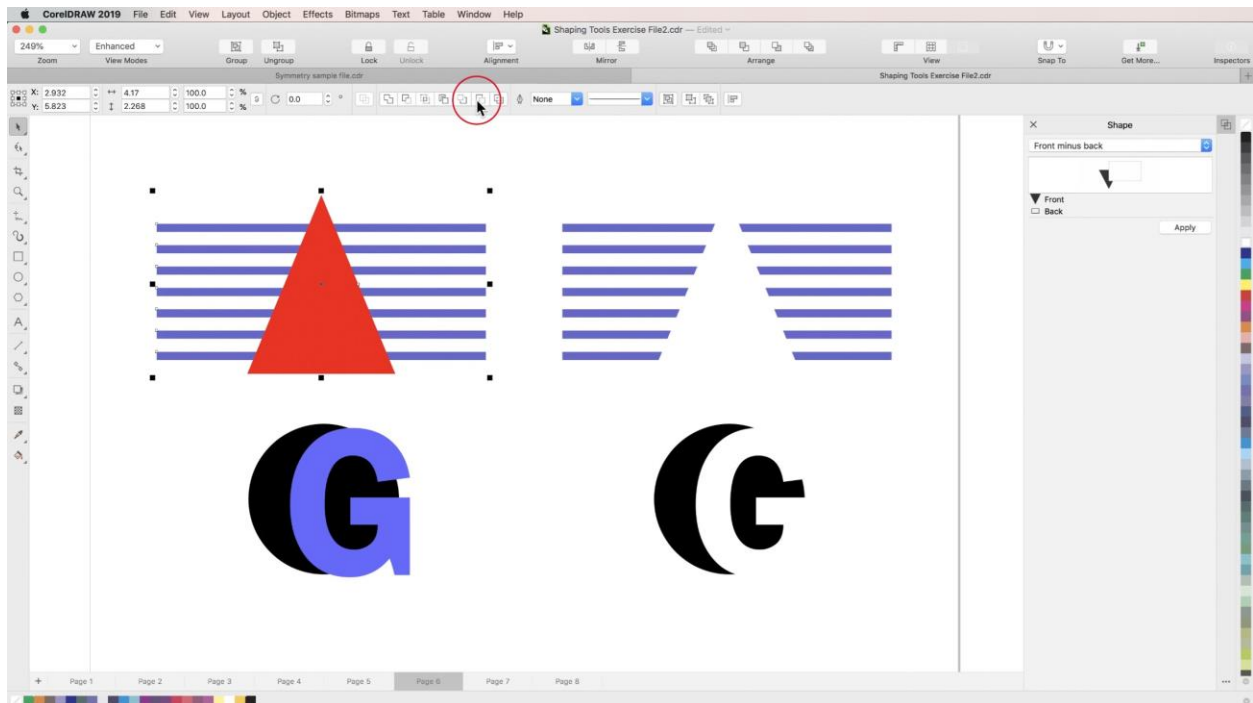 CorelDRAW 2019 File Edit View Layout Object Effects Bitmaps Text Table Window Help
Shaping Tools Exercise File2.cdr — Edited
249% Enhanced
Zoom View Modes Group Ungroup Lock Unlock Alignment Mirror Arrange View Snap To Get More... Inspectors
Symmetry sample file.cdr Shaping Tools Exercise File2.cdr
X: 2.932 4.17 100.0 %
Y: 5.823 2.268 100.0 %
0.0 °
None
Shape
Front minus back
Front
Back
Apply
G G
Page 1 Page 2 Page 3 Page 4 Page 5 Page 6 Page 7 Page 8